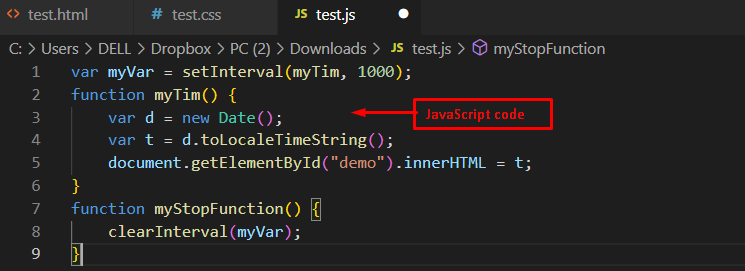 test.html # test.css JS test.js
C: > Users > DELL > Dropbox > PC (2) > Downloads > JS test.js > myStopFunction
1 var myVar = setInterval(myTim, 1000);
2 function myTim() {
3 var d = new Date(); JavaScript code
4 var t = d.toLocaleTimeString();
5 document.getElementById("demo").innerHTML = t;
6 }
7 function myStopFunction() {
8 clearInterval(myVar);
9 }